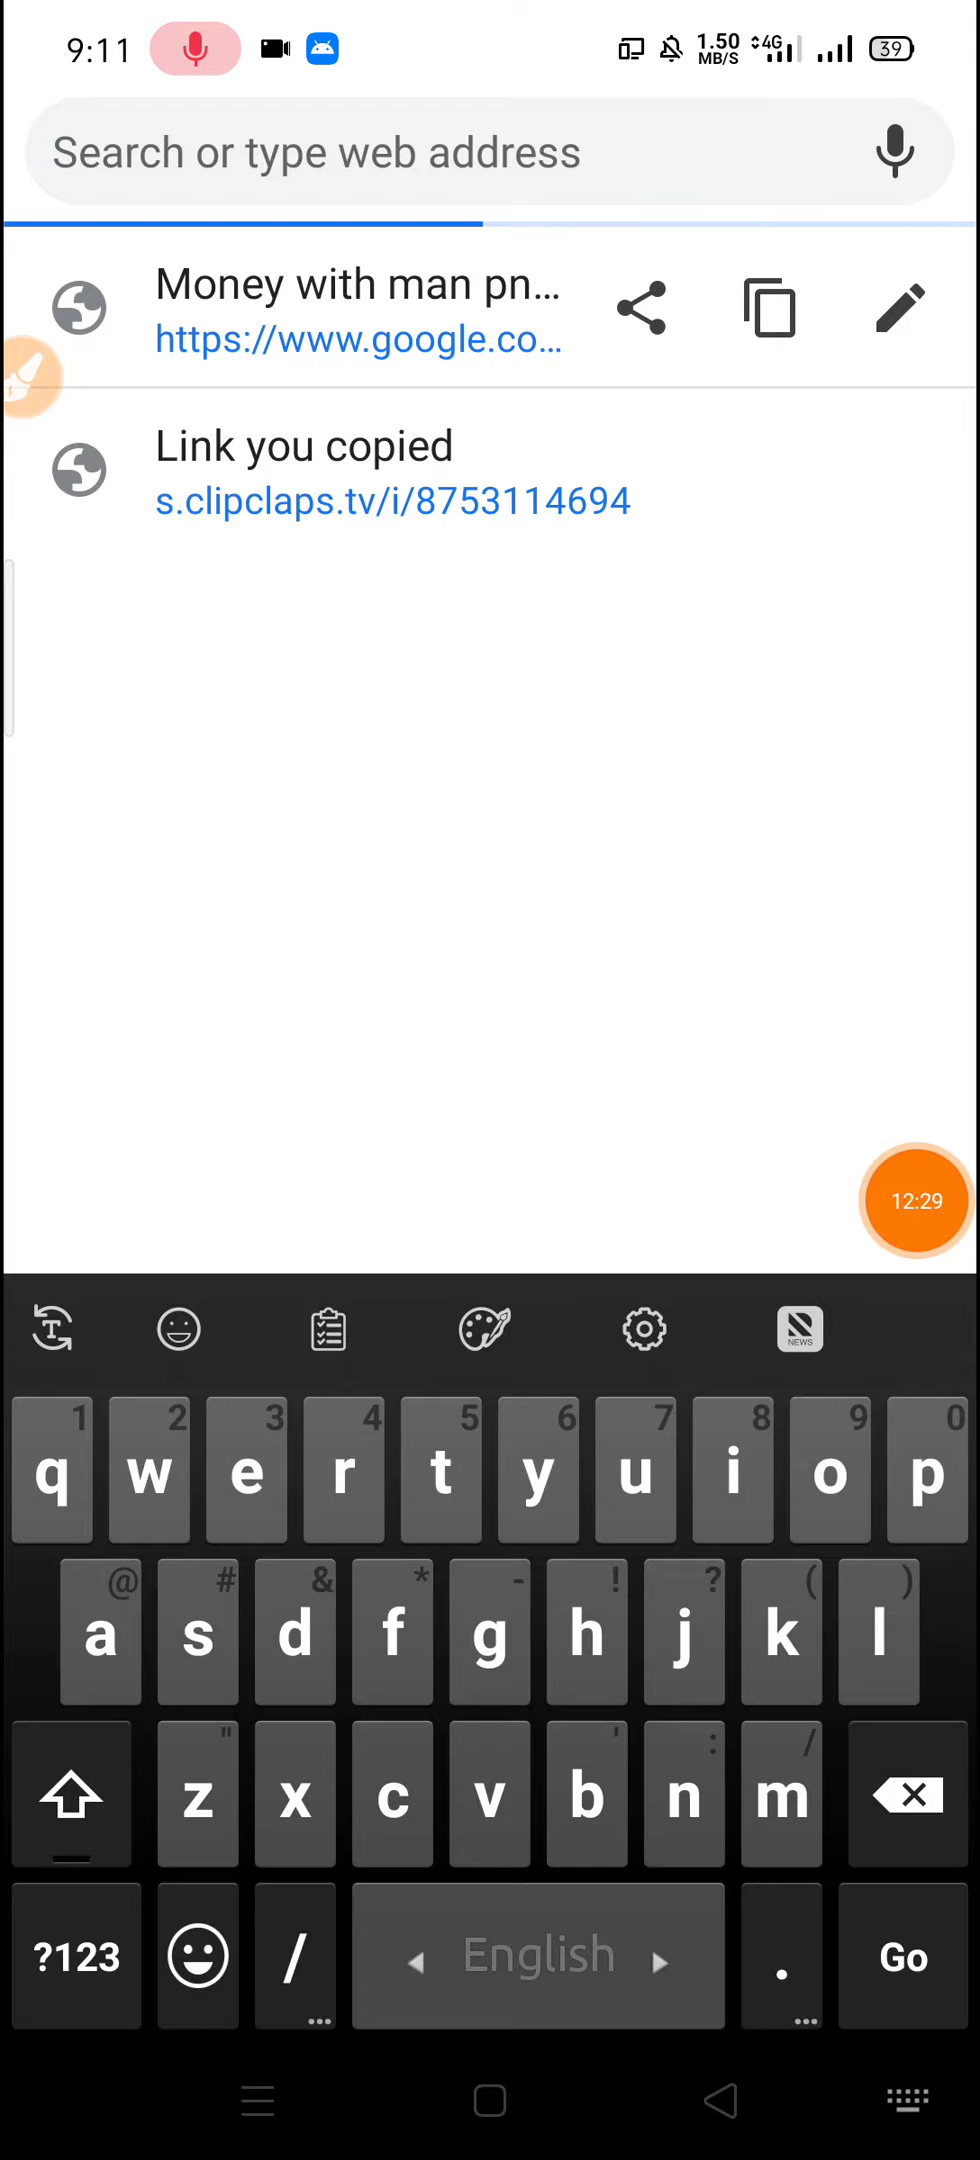 9:11 1.50 MB/S 4G 39
Search or type web address
Money with man pn...
https://www.google.co...
Link you copied
s.clipclaps.tv/i/8753114694
12:29
T NEWS
1 2 3 4 5 6 7 8 9 0
q w e r t y u i o p
@ # & * - ! ? ( )
a s d f g h j k l
" ' : /
z x c v b n m
?123 / English . Go